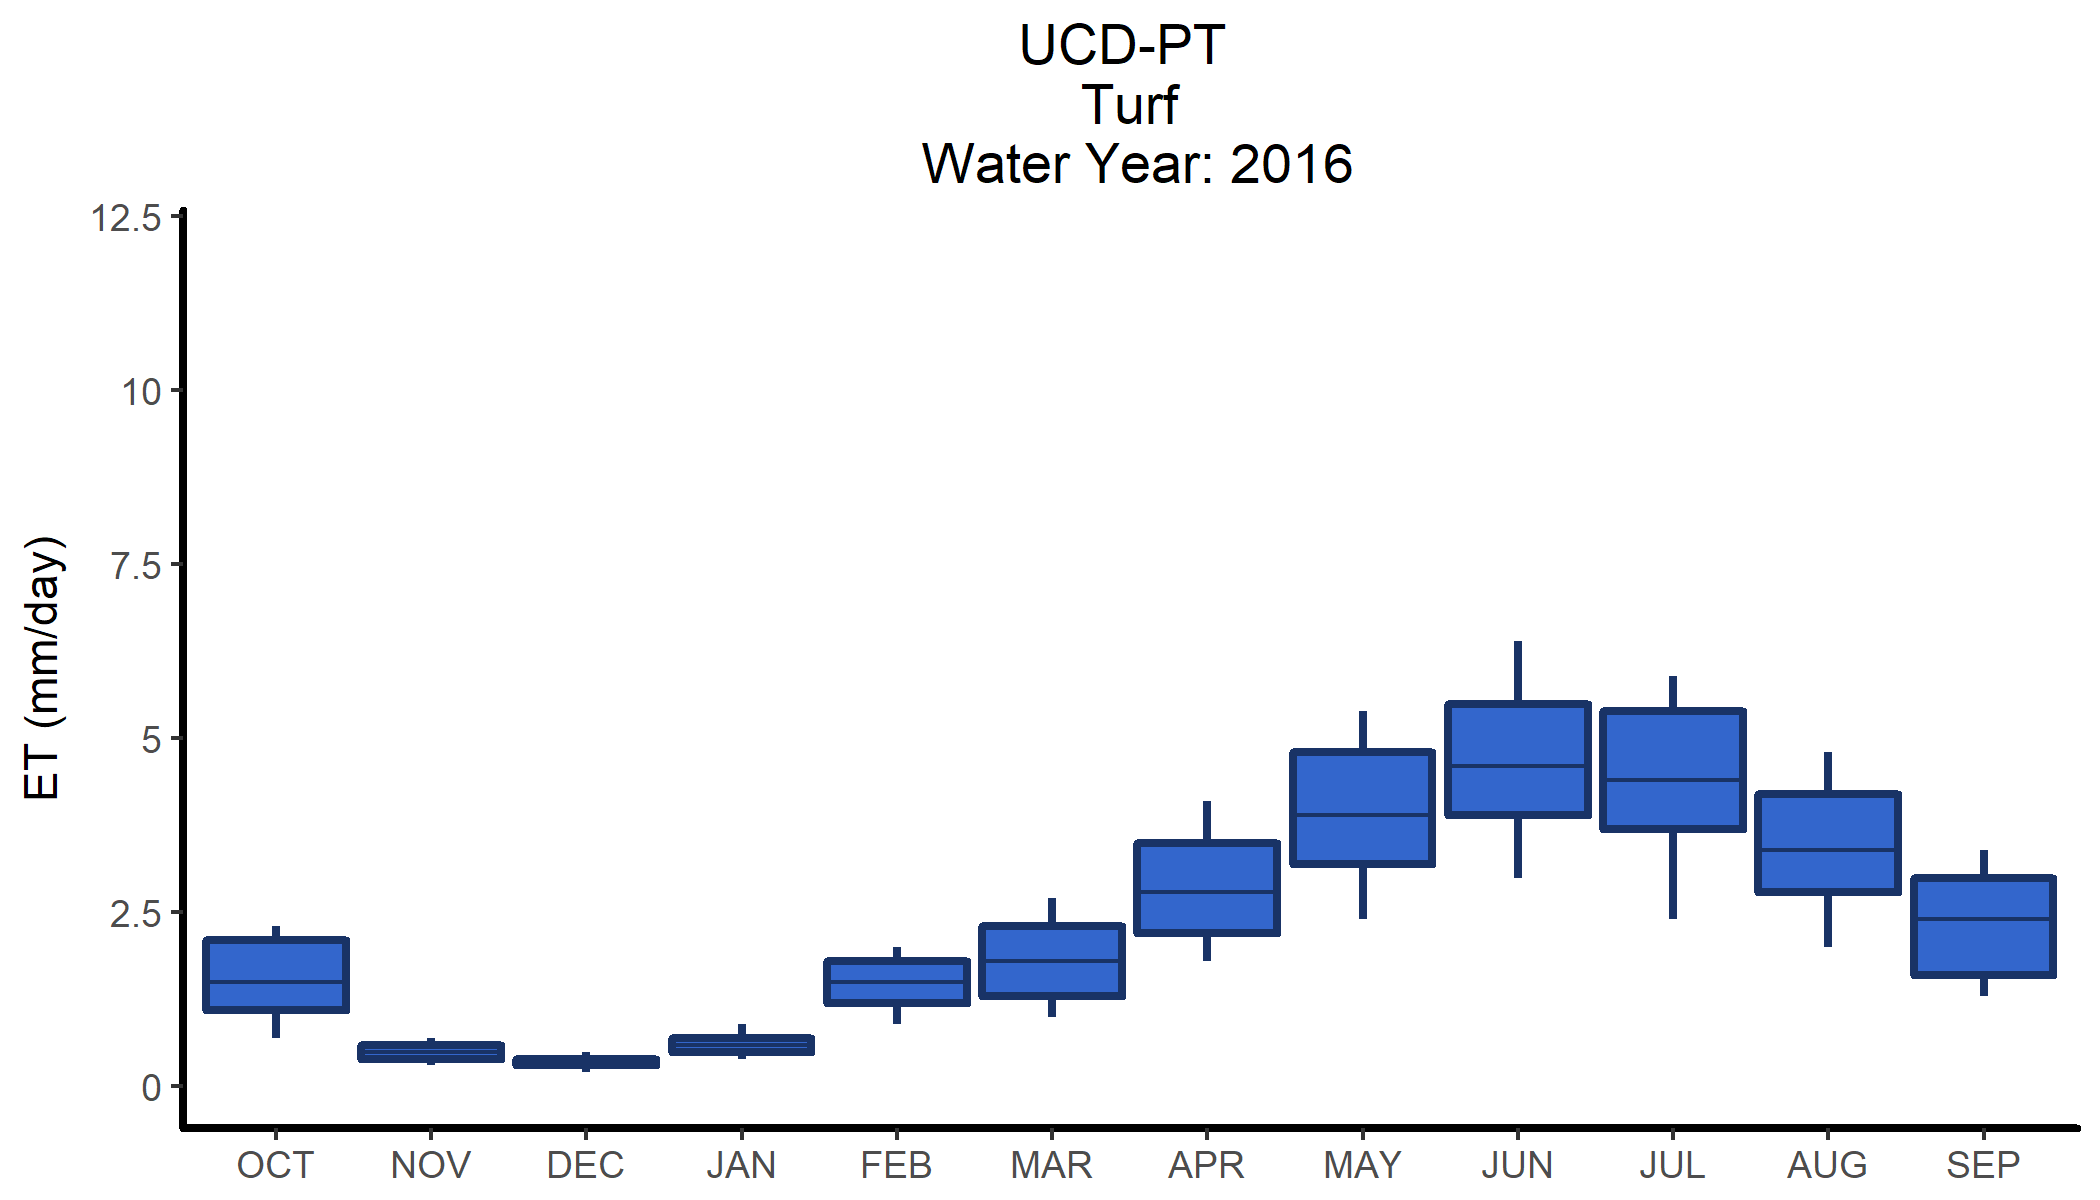 UCD-PT
Turf
Water Year: 2016
12.5
10
7.5
5
2.5
0
ET (mm/day)
OCT NOV DEC JAN FEB MAR APR MAY JUN JUL AUG SEP